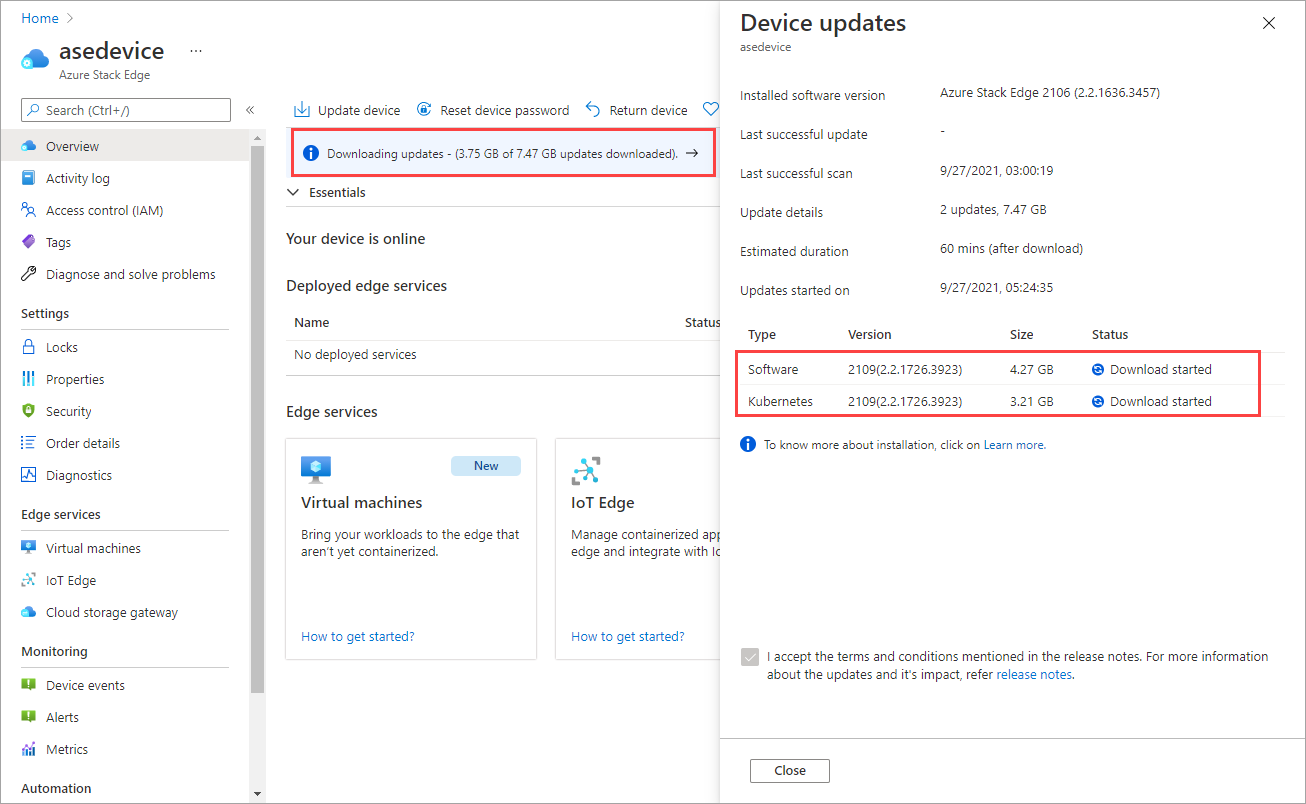 Home
asedevice
...
Azure Stack Edge
Search (Ctrl+/)
«
Overview
Activity log
Access control (IAM)
Tags
Diagnose and solve problems
Settings
Locks
Properties
Security
Order details
Diagnostics
Edge services
Virtual machines
IoT Edge
Cloud storage gateway
Monitoring
Device events
Alerts
Metrics
Automation
Update device Reset device password Return device
Downloading updates - (3.75 GB of 7.47 GB updates downloaded). →
Essentials
Your device is online
Deployed edge services
Name Status
No deployed services
Edge services
New
Virtual machines
Bring your workloads to the edge that
aren't yet containerized.
How to get started?
IoT Edge
Manage containerized app
edge and integrate with Io
How to get started?
Device updates
asedevice
Installed software version Azure Stack Edge 2106 (2.2.1636.3457)
Last successful update -
Last successful scan 9/27/2021, 03:00:19
Update details 2 updates, 7.47 GB
Estimated duration 60 mins (after download)
Updates started on 9/27/2021, 05:24:35
Type Version Size Status
Software 2109(2.2.1726.3923) 4.27 GB Download started
Kubernetes 2109(2.2.1726.3923) 3.21 GB Download started
To know more about installation, click on Learn more.
I accept the terms and conditions mentioned in the release notes. For more information
about the updates and it's impact, refer release notes.
Close